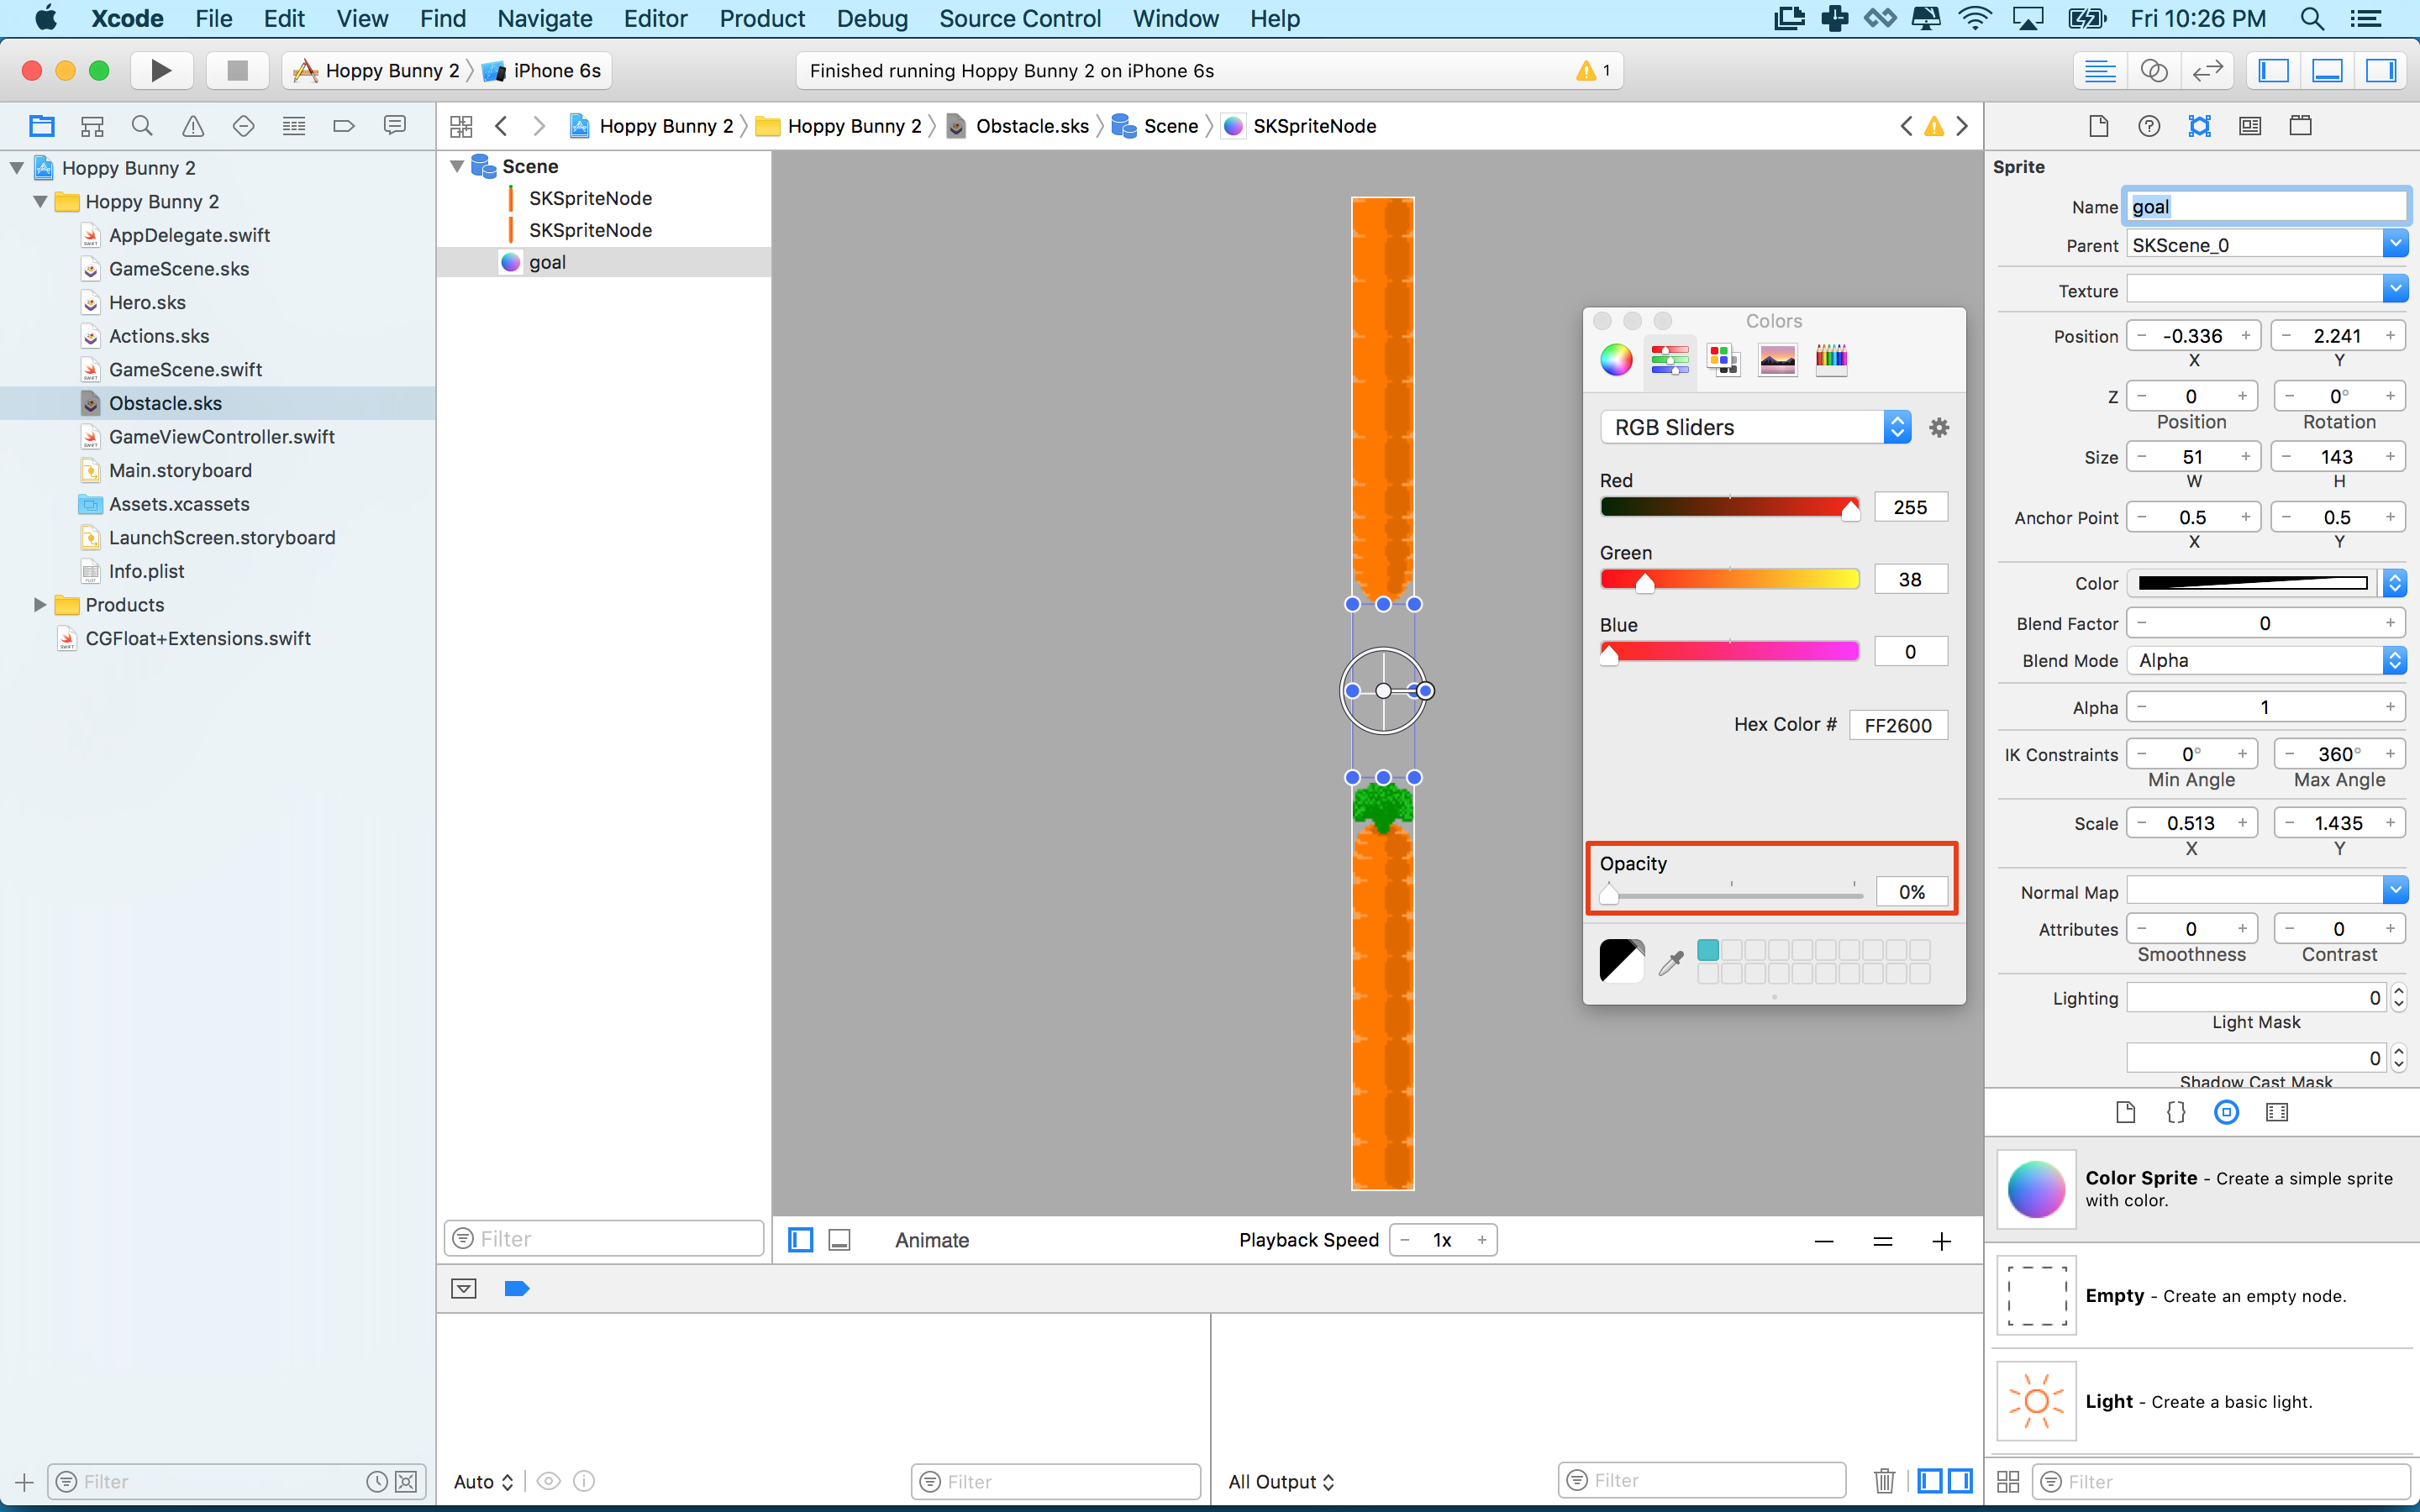 Xcode File Edit View Find Navigate Editor Product Debug Source Control Window Help Fri 10:26 PM
Hoppy Bunny 2 iPhone 6s Finished running Hoppy Bunny 2 on iPhone 6s 1
Hoppy Bunny 2 Hoppy Bunny 2 Obstacle.sks Scene SKSpriteNode
Hoppy Bunny 2
Hoppy Bunny 2
AppDelegate.swift
GameScene.sks
Hero.sks
Actions.sks
GameScene.swift
Obstacle.sks
GameViewController.swift
Main.storyboard
Assets.xcassets
LaunchScreen.storyboard
Info.plist
Products
CGFloat+Extensions.swift
Filter
Scene
SKSpriteNode
SKSpriteNode
goal
Filter
Animate Playback Speed − 1x +
Colors
RGB Sliders
Red
255
Green
38
Blue
0
Hex Color # FF2600
Opacity
0%
Sprite
Name goal
Parent SKScene_0
Texture
Position − -0.336 + − 2.241 +
X Y
Z − 0 + − 0° +
Position Rotation
Size − 51 + − 143 +
W H
Anchor Point − 0.5 + − 0.5 +
X Y
Color
Blend Factor − 0 +
Blend Mode Alpha
Alpha − 1 +
IK Constraints − 0° + − 360° +
Min Angle Max Angle
Scale − 0.513 + − 1.435 +
X Y
Normal Map
Attributes − 0 + − 0 +
Smoothness Contrast
Lighting 0
Light Mask
0
Shadow Cast Mask
{}
Color Sprite - Create a simple sprite
with color.
Empty - Create an empty node.
Light - Create a basic light.
Auto Filter
All Output Filter
Filter